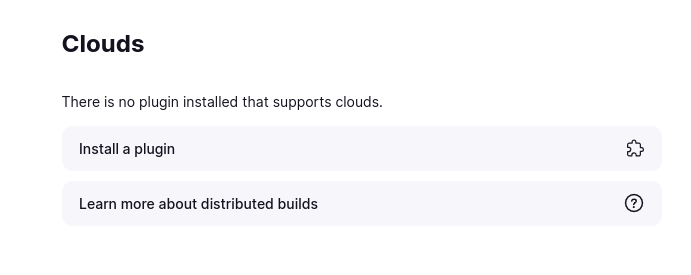 Clouds
There is no plugin installed that supports clouds.
Install a plugin
Learn more about distributed builds